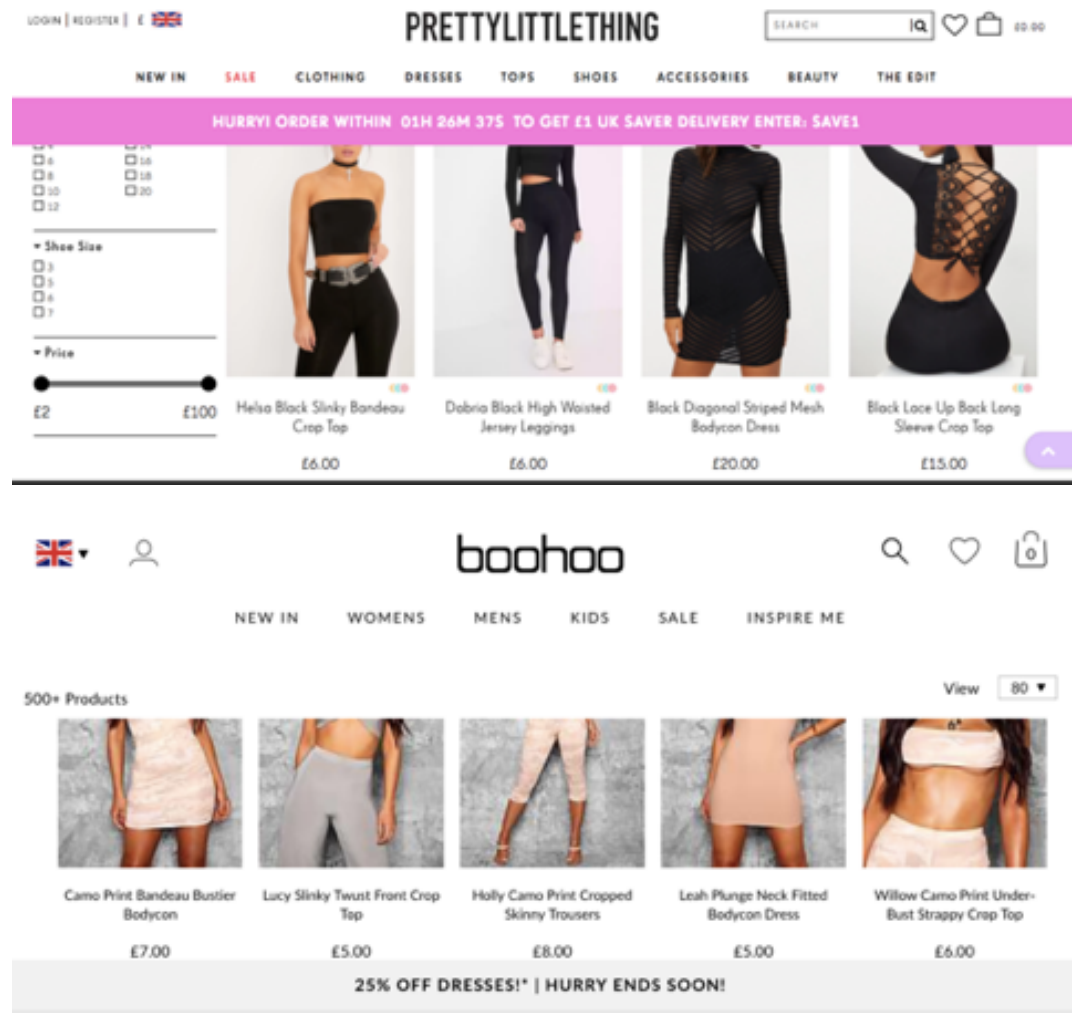 LOGIN | REGISTER | £
PRETTYLITTLETHING
SEARCH
£0.00
NEW IN SALE CLOTHING DRESSES TOPS SHOES ACCESSORIES BEAUTY THE EDIT
HURRY! ORDER WITHIN 01H 26M 37S TO GET £1 UK SAVER DELIVERY ENTER: SAVE1
6 16
8 18
10 20
12
Shoe Size
3
5
6
7
Price
£2 £100
Helsa Black Slinky Bandeau
Crop Top
£6.00
Dabria Black High Waisted
Jersey Leggings
£6.00
Black Diagonal Striped Mesh
Bodycon Dress
£20.00
Black Lace Up Back Long
Sleeve Crop Top
£15.00
boohoo
0
NEW IN WOMENS MENS KIDS SALE INSPIRE ME
500+ Products
View 80
Camo Print Bandeau Bustier
Bodycon
£7.00
Lucy Slinky Twust Front Crop
Top
£5.00
Holly Camo Print Cropped
Skinny Trousers
£8.00
Leah Plunge Neck Fitted
Bodycon Dress
£5.00
Willow Camo Print Under-
Bust Strappy Crop Top
£6.00
25% OFF DRESSES!* | HURRY ENDS SOON!